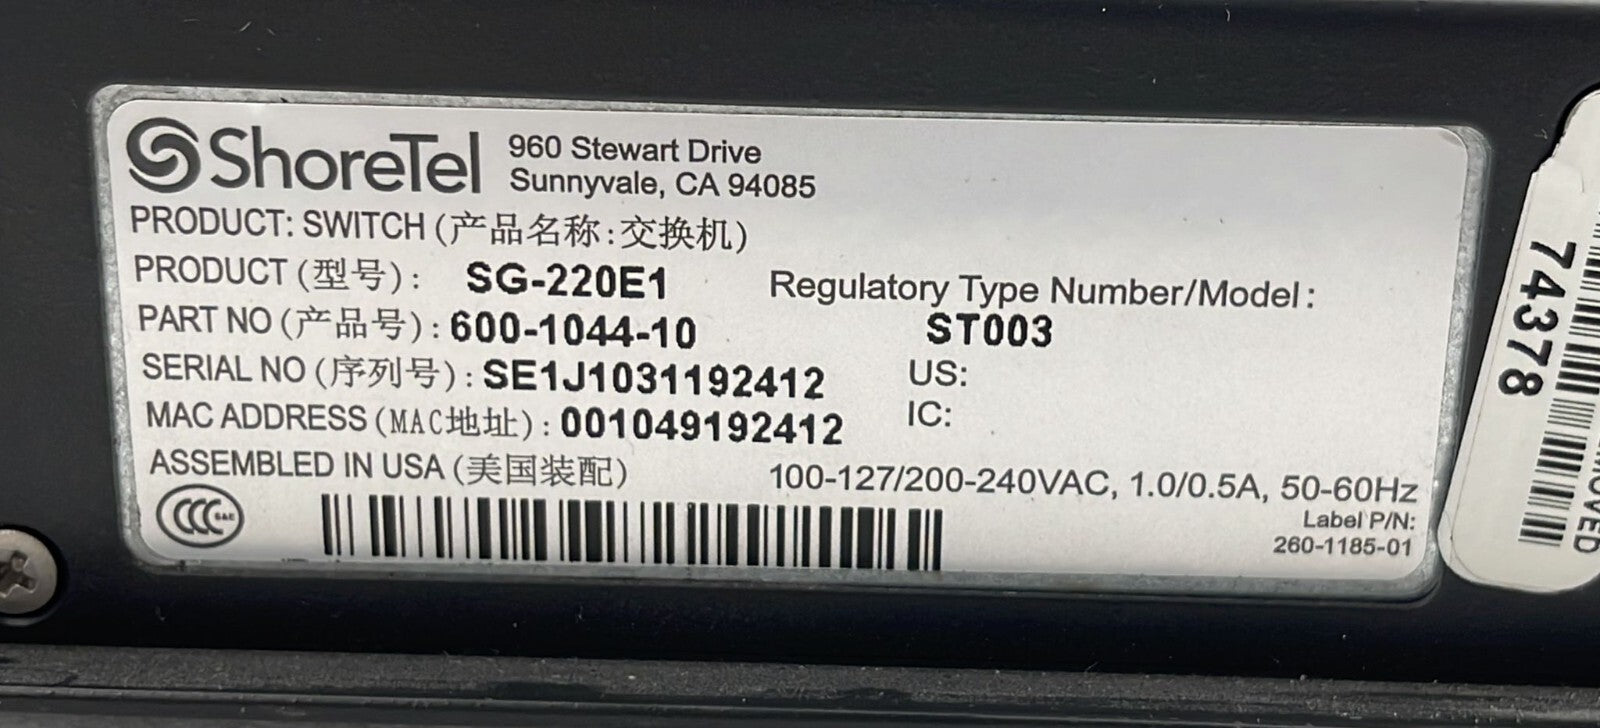 ShoreTel
960 Stewart Drive
Sunnyvale, CA 94085
PRODUCT: SWITCH (产品名称:交换机)
PRODUCT (型号): SG-220E1
Regulatory Type Number/Model:
PART NO (产品号): 600-1044-10
ST003
SERIAL NO (序列号): SE1J1031192412
US:
MAC ADDRESS (MAC地址): 001049192412
IC:
ASSEMBLED IN USA (美国装配)
100-127/200-240VAC, 1.0/0.5A, 50-60Hz
CCC S&E
Label P/N:
260-1185-01
74378